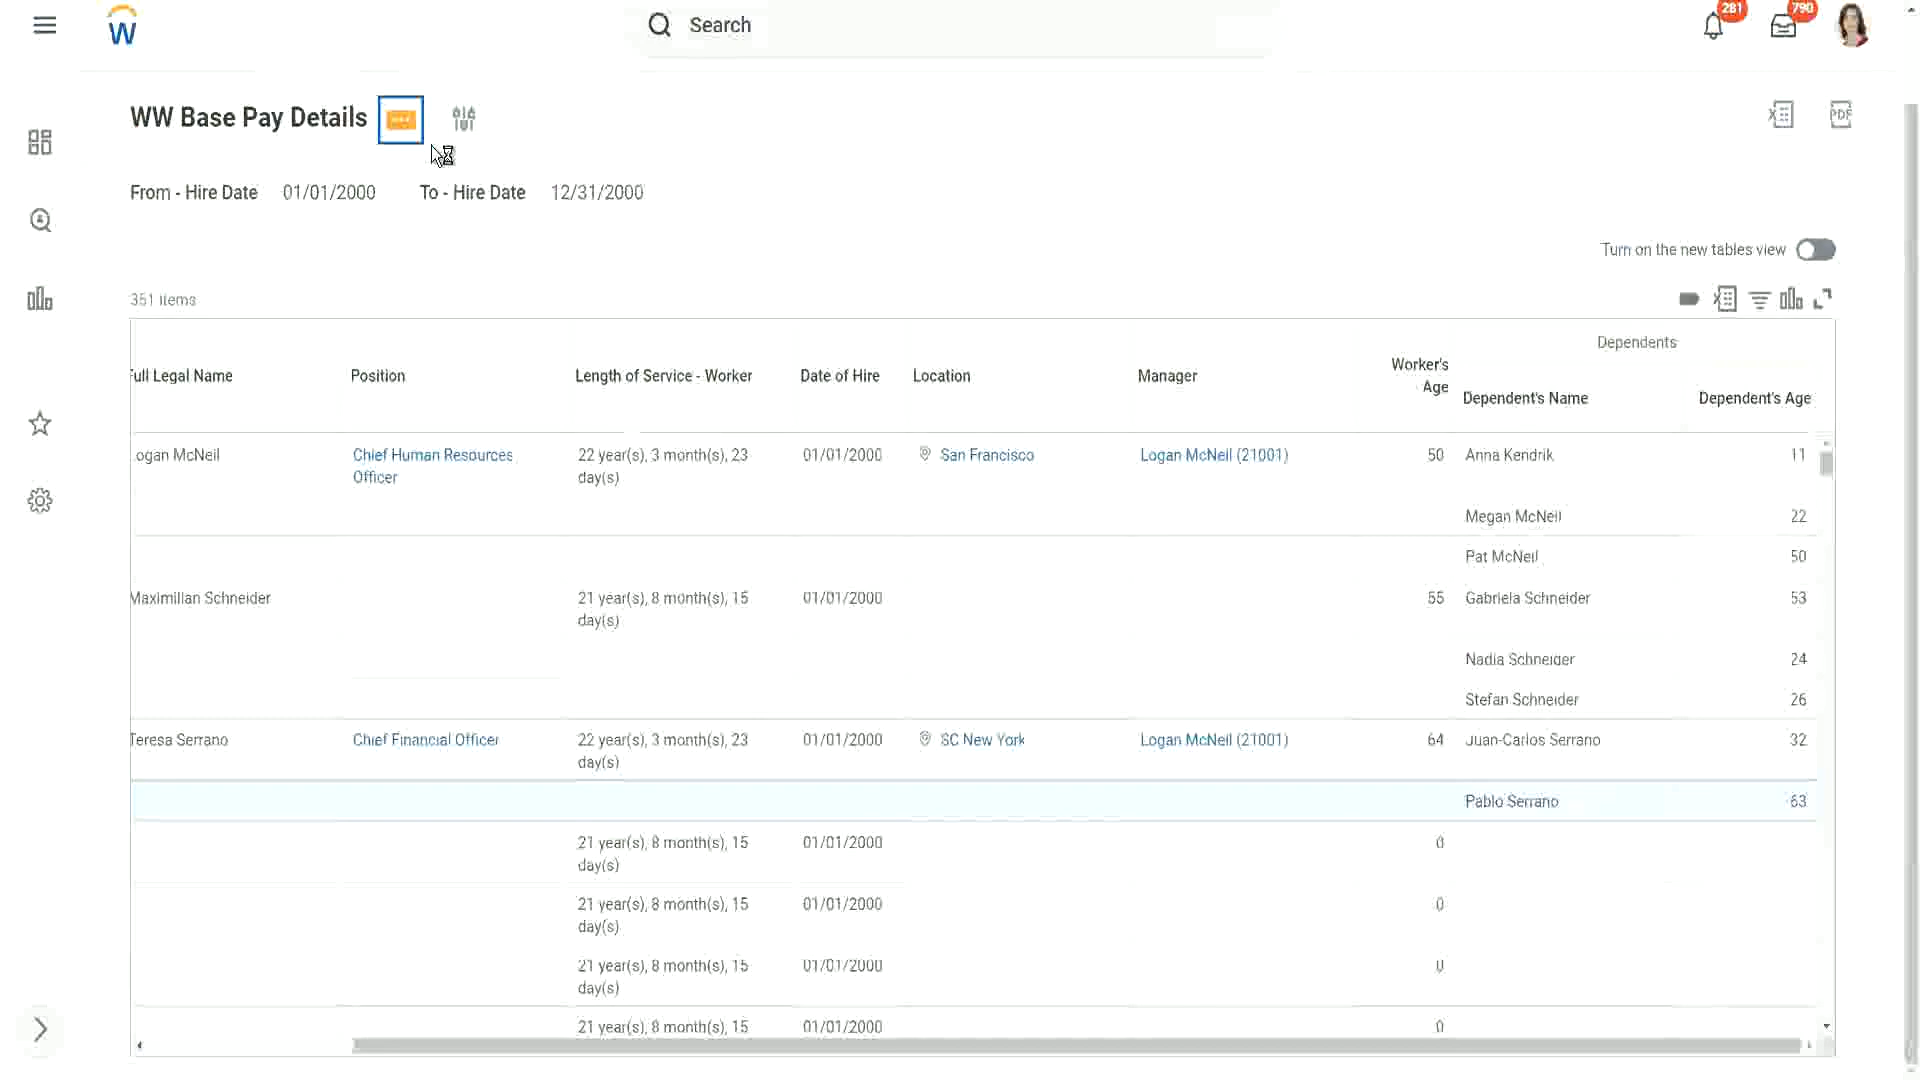 W
Search
281
790
WW Base Pay Details
PDF
From - Hire Date 01/01/2000 To - Hire Date 12/31/2000
Turn on the new tables view
351 items
Dependents
Full Legal Name Position Length of Service - Worker Date of Hire Location Manager Worker's Age Dependent's Name Dependent's Age
ogan McNeil Chief Human Resources 22 year(s), 3 month(s), 23 01/01/2000 San Francisco Logan McNeil (21001) 50 Anna Kendrik 11
Officer day(s)
Megan McNeil 22
Pat McNeil 50
Maximilian Schneider 21 year(s), 8 month(s), 15 01/01/2000 55 Gabriela Schneider 53
day(s)
Nadia Schneider 24
Stefan Schneider 26
Teresa Serrano Chief Financial Officer 22 year(s), 3 month(s), 23 01/01/2000 SC New York Logan McNeil (21001) 64 Juan-Carlos Serrano 32
day(s)
Pablo Serrano 63
21 year(s), 8 month(s), 15 01/01/2000 0
day(s)
21 year(s), 8 month(s), 15 01/01/2000 0
day(s)
21 year(s), 8 month(s), 15 01/01/2000 0
day(s)
21 year(s), 8 month(s), 15 01/01/2000 0